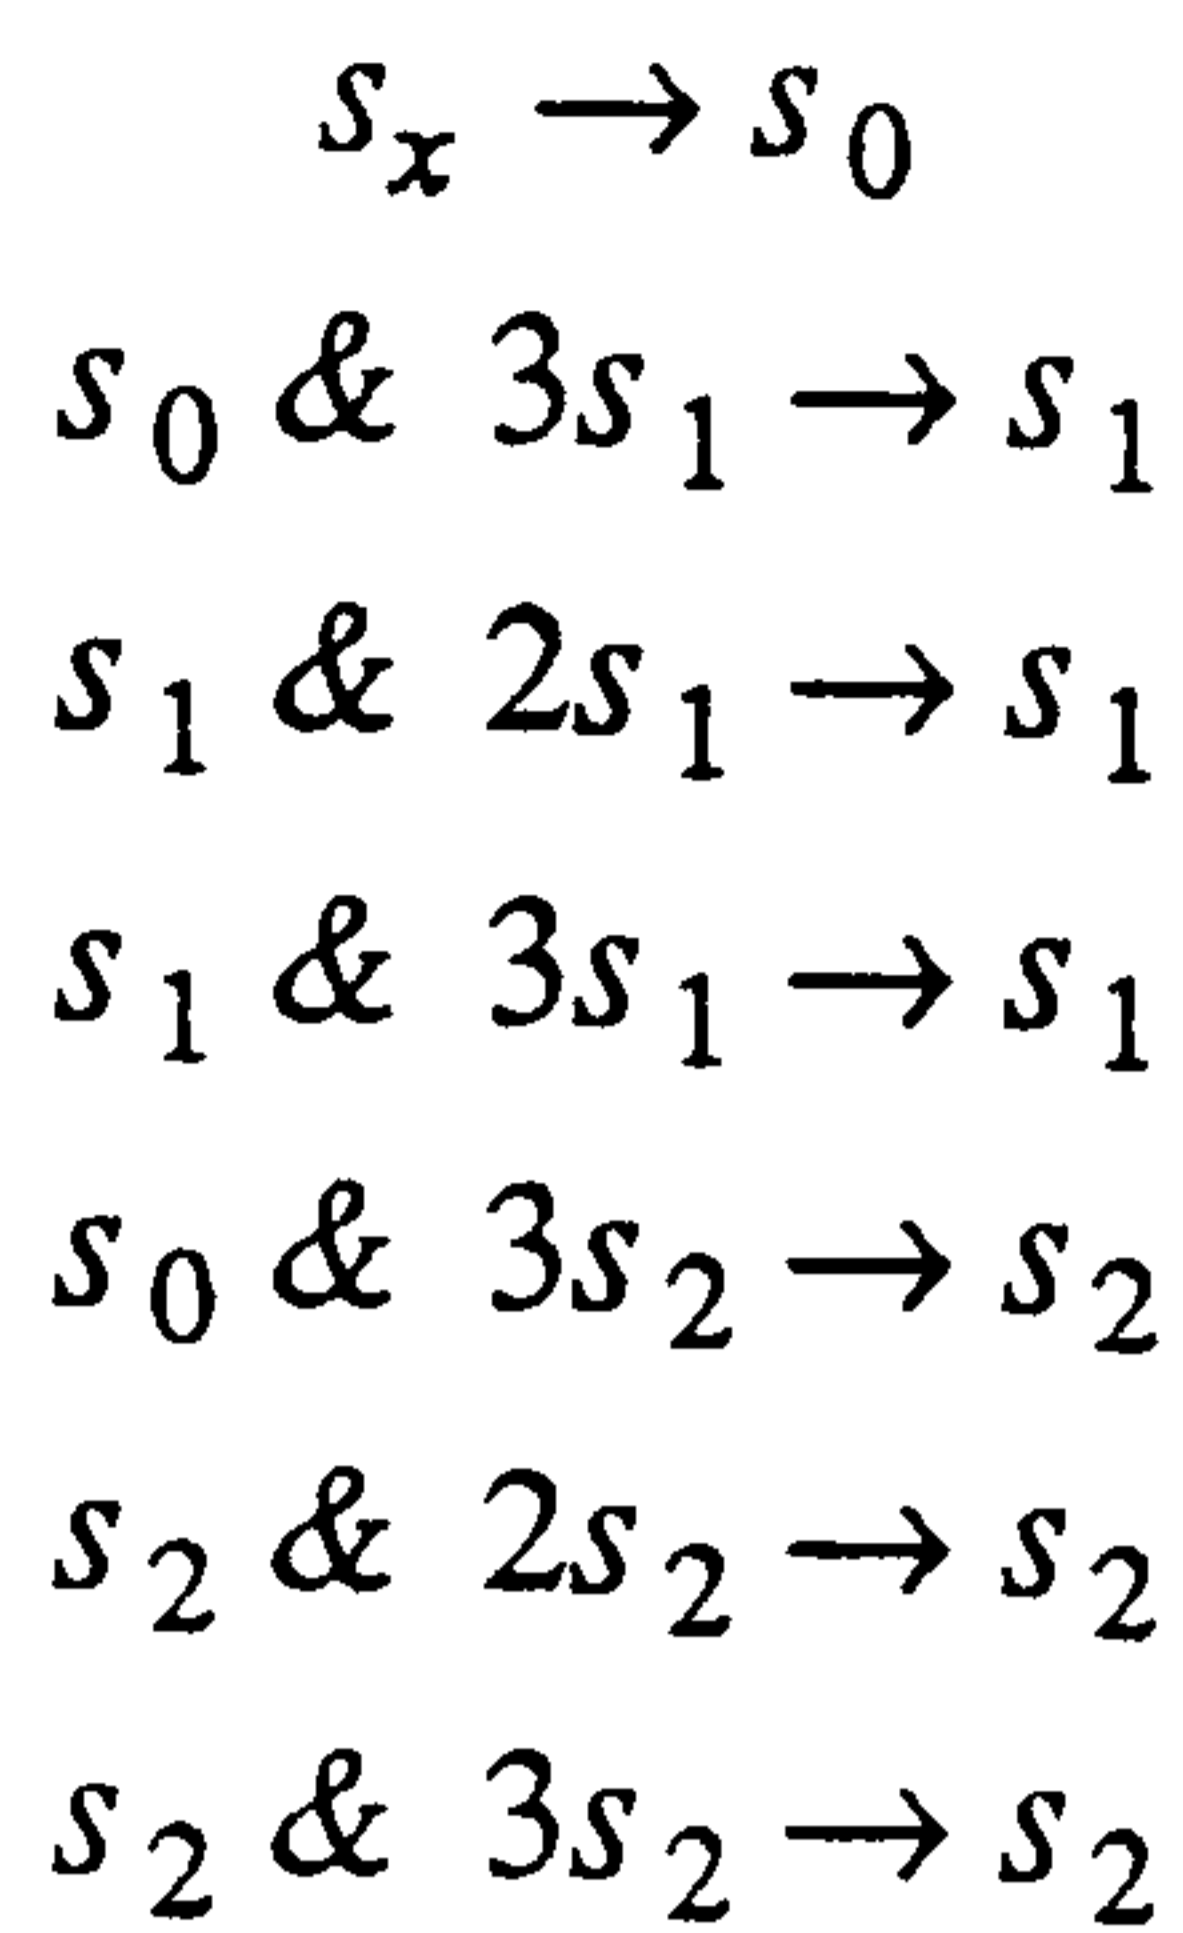 s_x → s_0
s_0 & 3s_1 → s_1
s_1 & 2s_1 → s_1
s_1 & 3s_1 → s_1
s_0 & 3s_2 → s_2
s_2 & 2s_2 → s_2
s_2 & 3s_2 → s_2